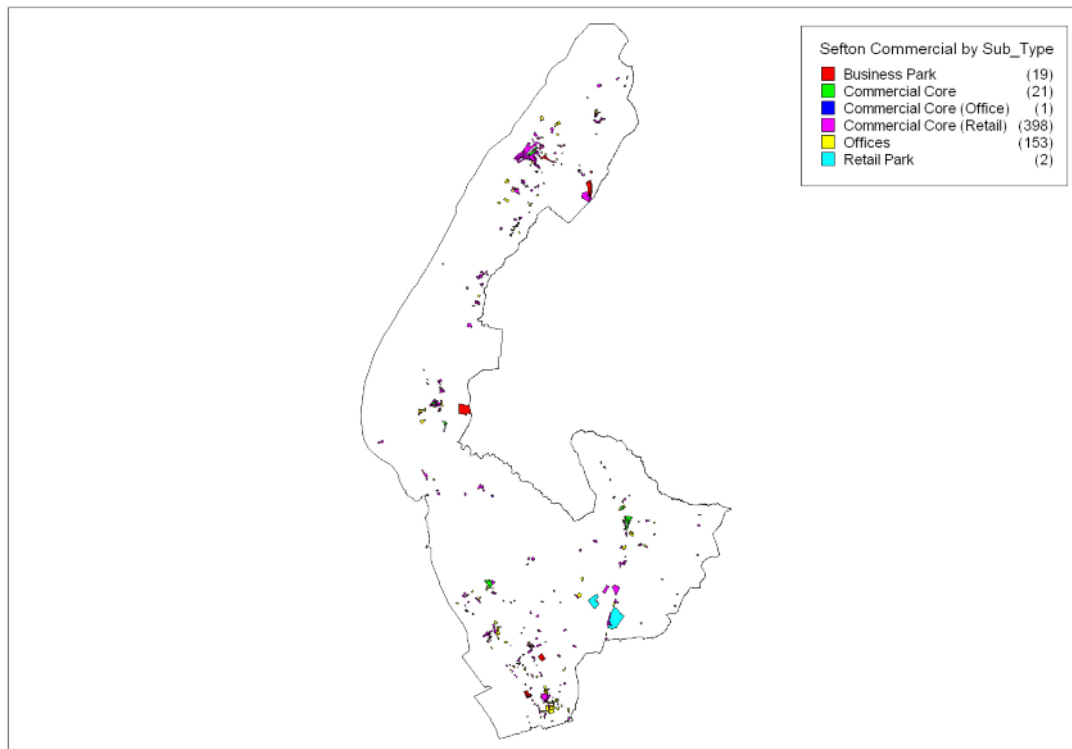 Sefton Commercial by Sub_Type
Business Park (19)
Commercial Core (21)
Commercial Core (Office) (1)
Commercial Core (Retail) (398)
Offices (153)
Retail Park (2)